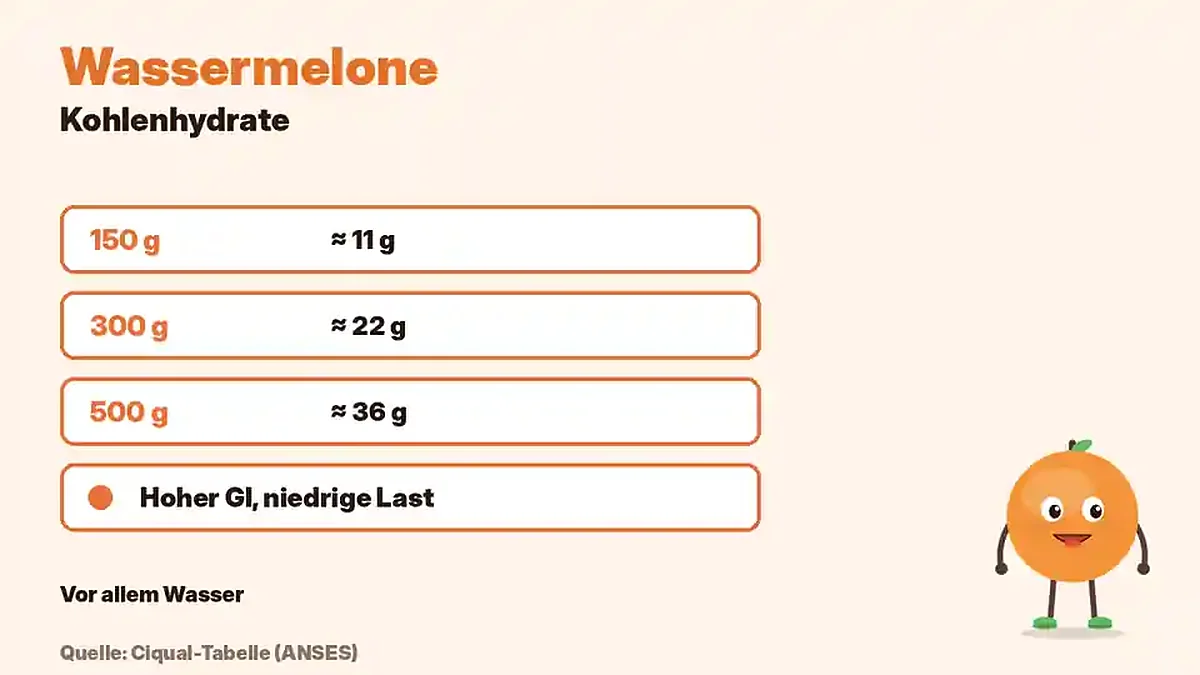 Wassermelone
Kohlenhydrate
150 g ≈ 11 g
300 g ≈ 22 g
500 g ≈ 36 g
Hoher GI, niedrige Last
Vor allem Wasser
Quelle: Ciqual-Tabelle (ANSES)